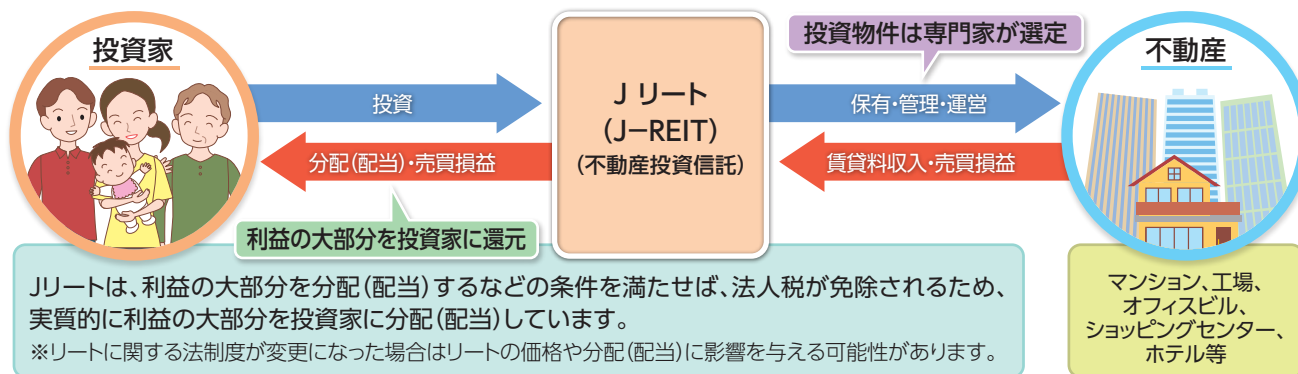 投資家
投資
分配(配当)・売買損益
利益の大部分を投資家に還元
Jリート
(J−REIT)
(不動産投資信託)
投資物件は専門家が選定
保有・管理・運営
賃貸料収入・売買損益
不動産
マンション、工場、
オフィスビル、
ショッピングセンター、
ホテル等
Jリートは、利益の大部分を分配(配当)するなどの条件を満たせば、法人税が免除されるため、
実質的に利益の大部分を投資家に分配(配当)しています。
※リートに関する法制度が変更になった場合はリートの価格や分配(配当)に影響を与える可能性があります。